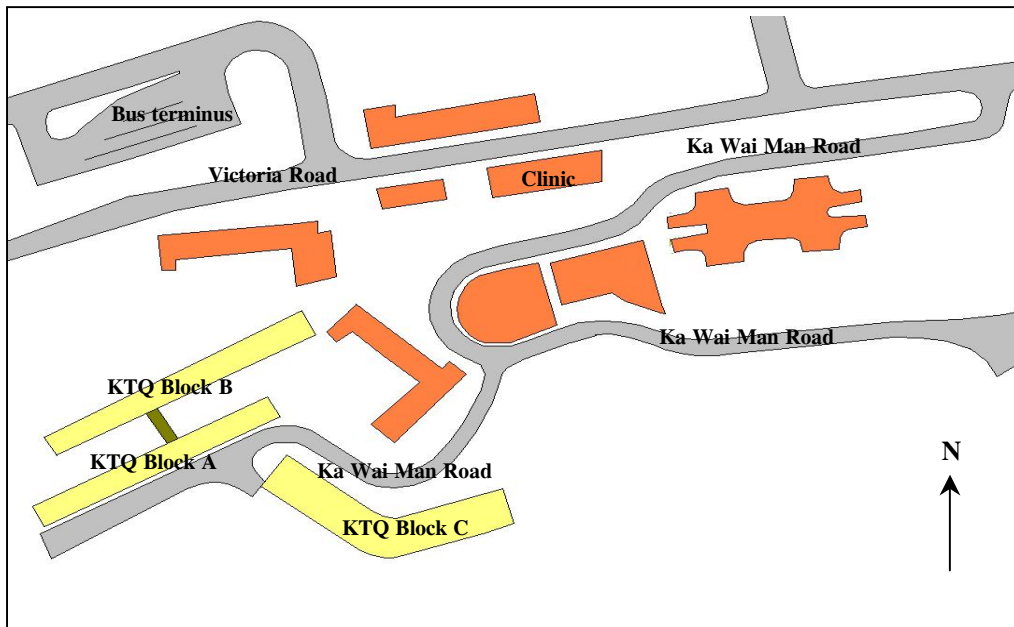 Bus terminus
Ka Wai Man Road
Victoria Road
Clinic
Ka Wai Man Road
KTQ Block B
KTQ Block A
Ka Wai Man Road
N
KTQ Block C